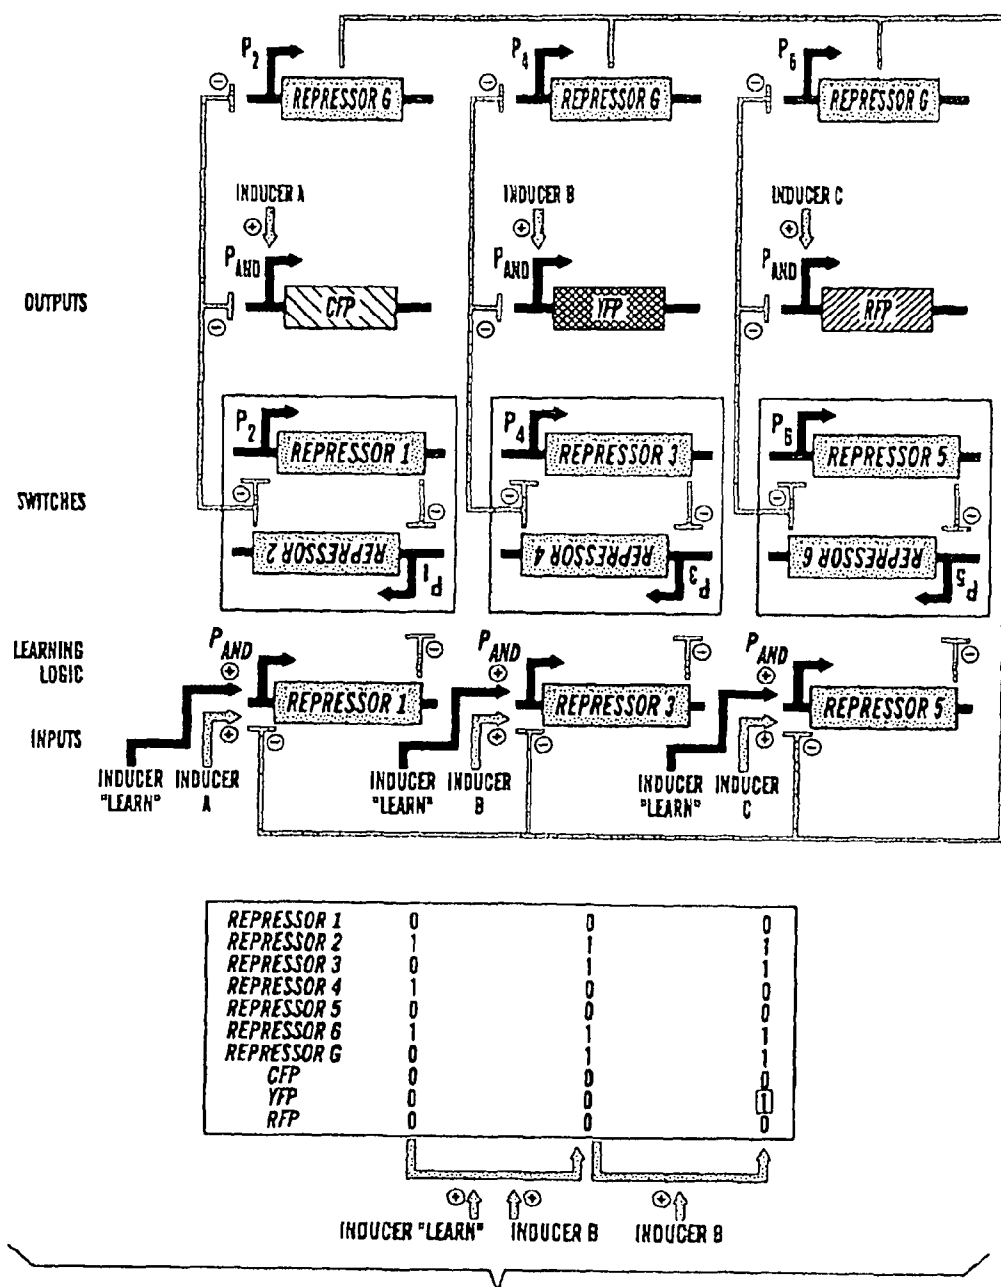 P2 P4 P6
⊖ ⊖ ⊖
REPRESSOR G REPRESSOR G REPRESSOR G
INDUCER A INDUCER B INDUCER C
⊕ ⊕ ⊕
PAND PAND PAND
OUTPUTS CFP YFP RFP
⊖ ⊖ ⊖
P2 P4 P6
REPRESSOR 1 REPRESSOR 3 REPRESSOR 5
SWITCHES ⊖ ⊖ ⊖ ⊖ ⊖ ⊖
REPRESSOR 2 REPRESSOR 4 REPRESSOR 6
P1 P3 P5
LEARNING
LOGIC
PAND ⊖ PAND ⊖ PAND ⊖
⊕ ⊕ ⊕
REPRESSOR 1 REPRESSOR 3 REPRESSOR 5
INPUTS ⊕ ⊖ ⊕ ⊖ ⊕ ⊖
INDUCER INDUCER INDUCER INDUCER INDUCER INDUCER
"LEARN" A "LEARN" B "LEARN" C
REPRESSOR 1 0 0 0
REPRESSOR 2 1 1 1
REPRESSOR 3 0 1 1
REPRESSOR 4 1 0 0
REPRESSOR 5 0 0 0
REPRESSOR 6 1 1 1
REPRESSOR G 0 1 1
CFP 0 0 0
YFP 0 0 1
RFP 0 0 0
⊕ ⊕ ⊕
INDUCER "LEARN" INDUCER B INDUCER B